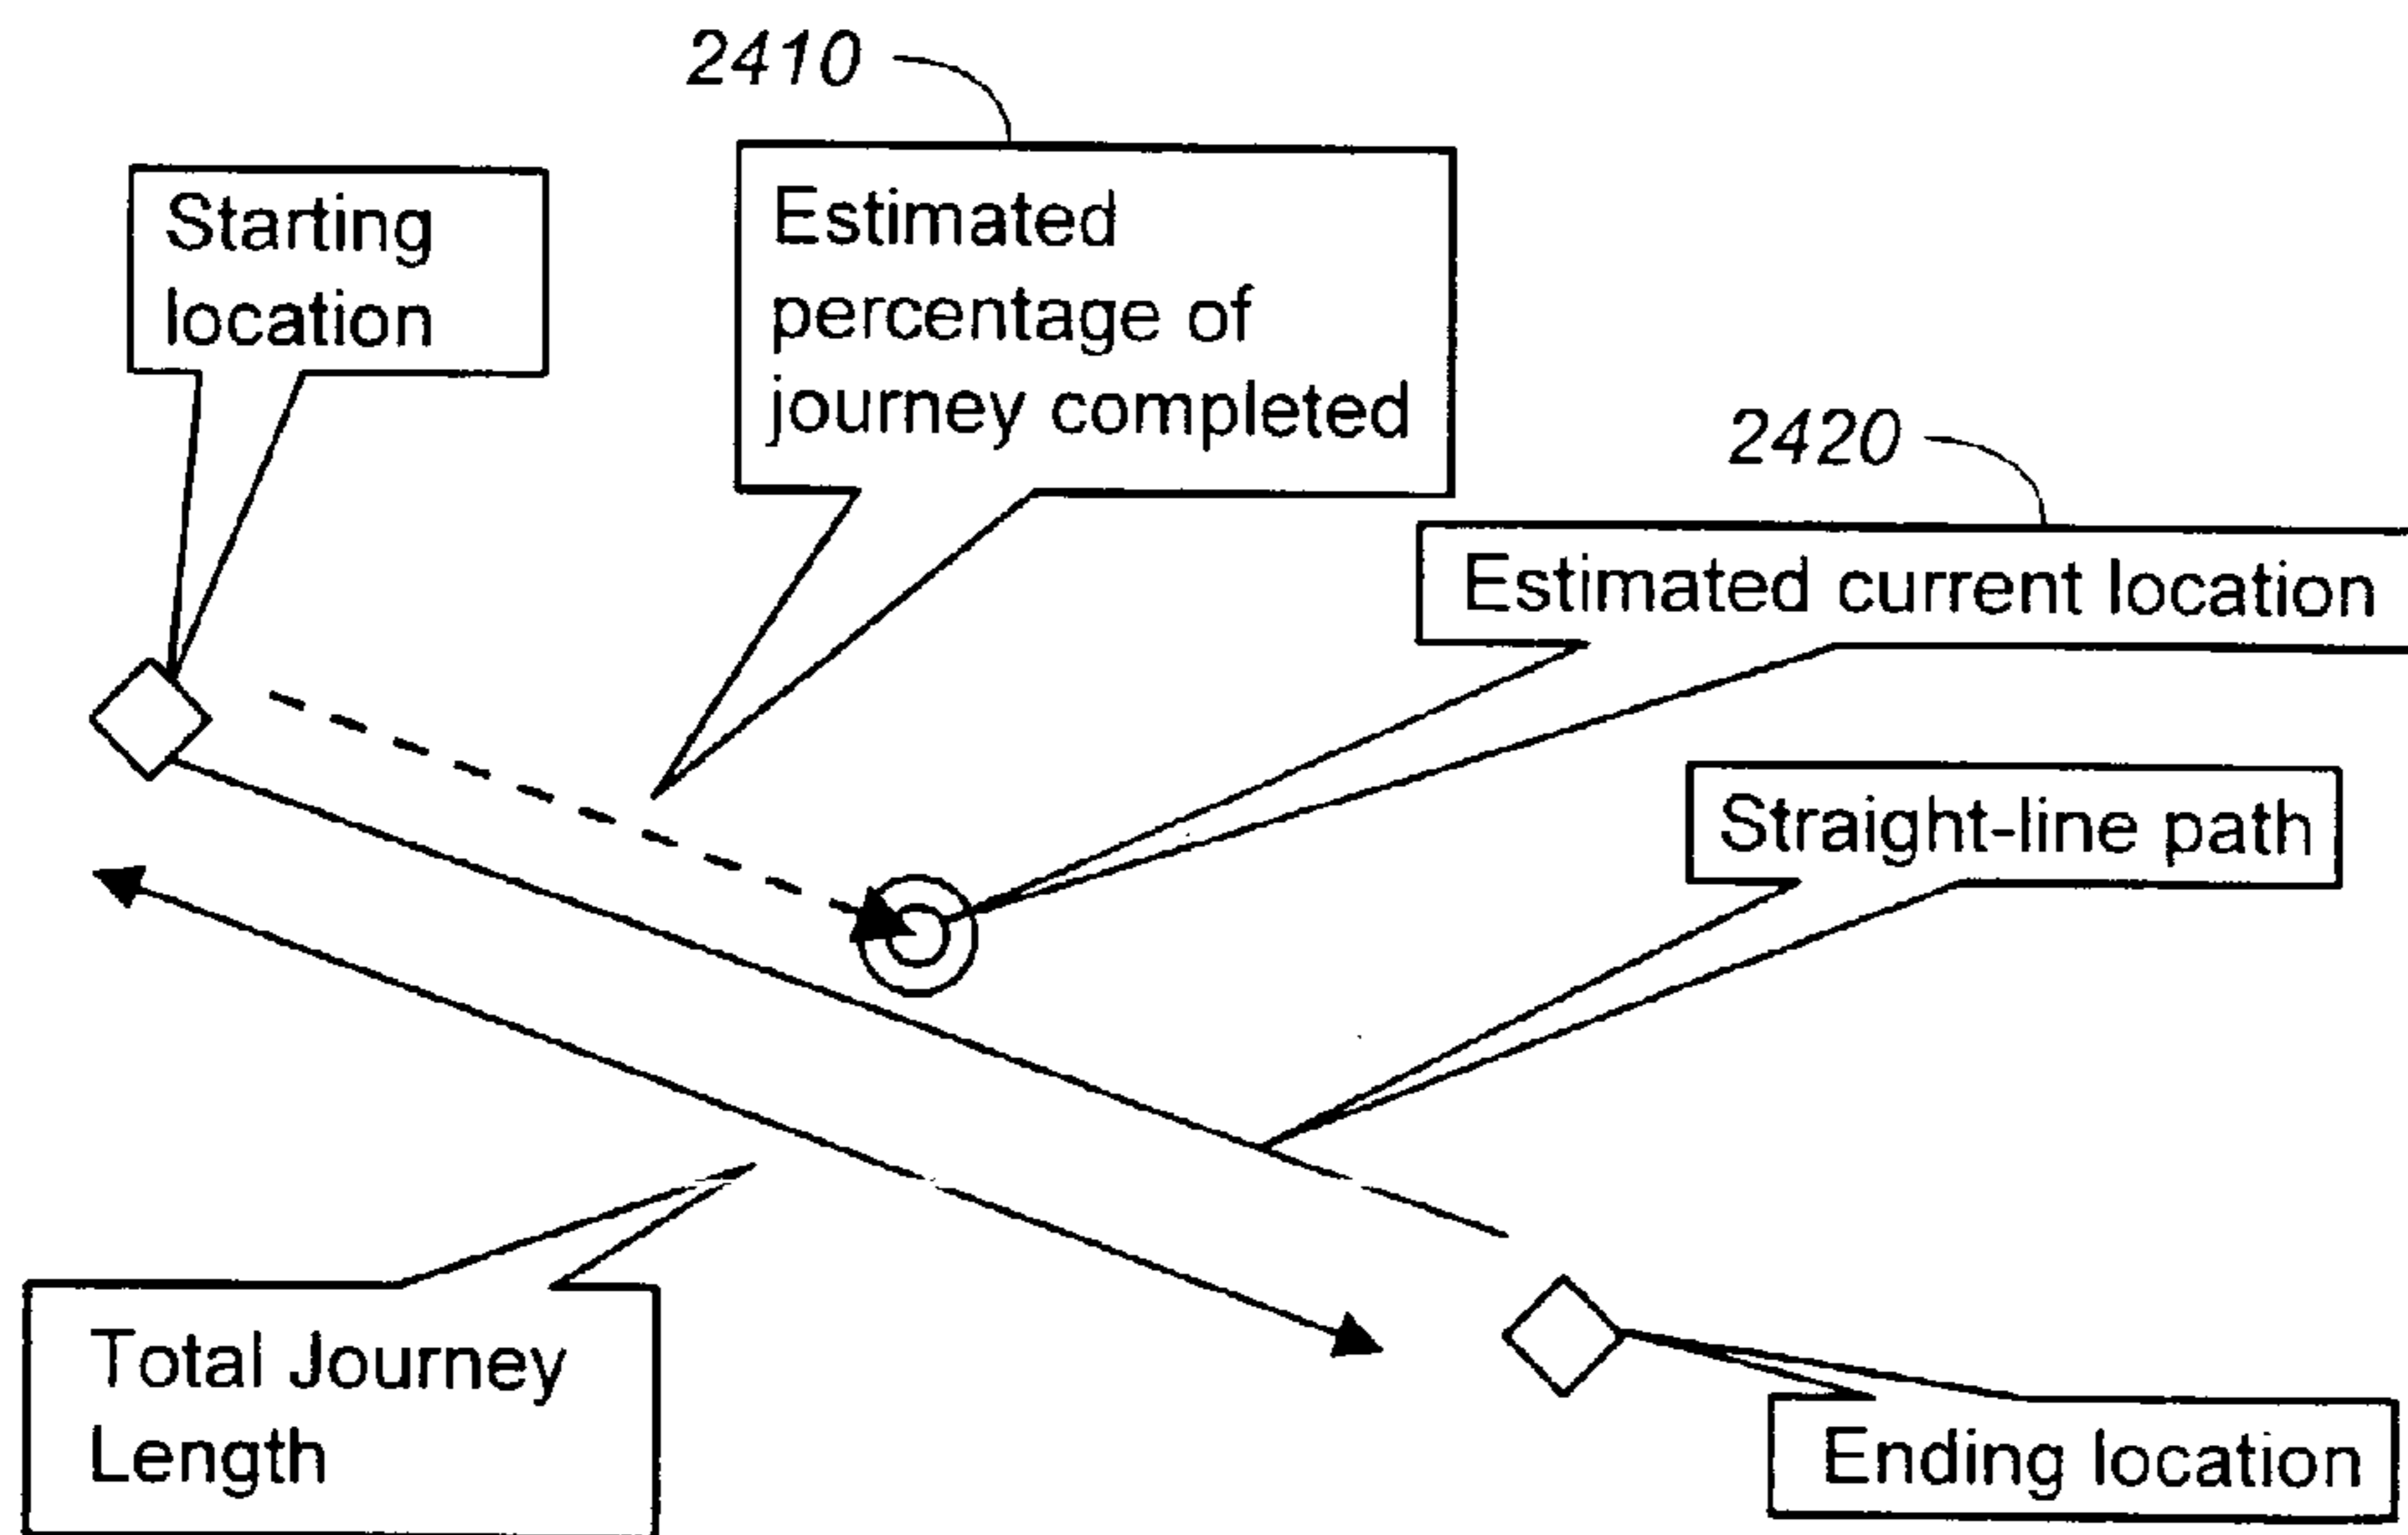 2410
Starting
location
Estimated
percentage of
journey completed
2420
Estimated current location
Straight-line path
Total Journey
Length
Ending location